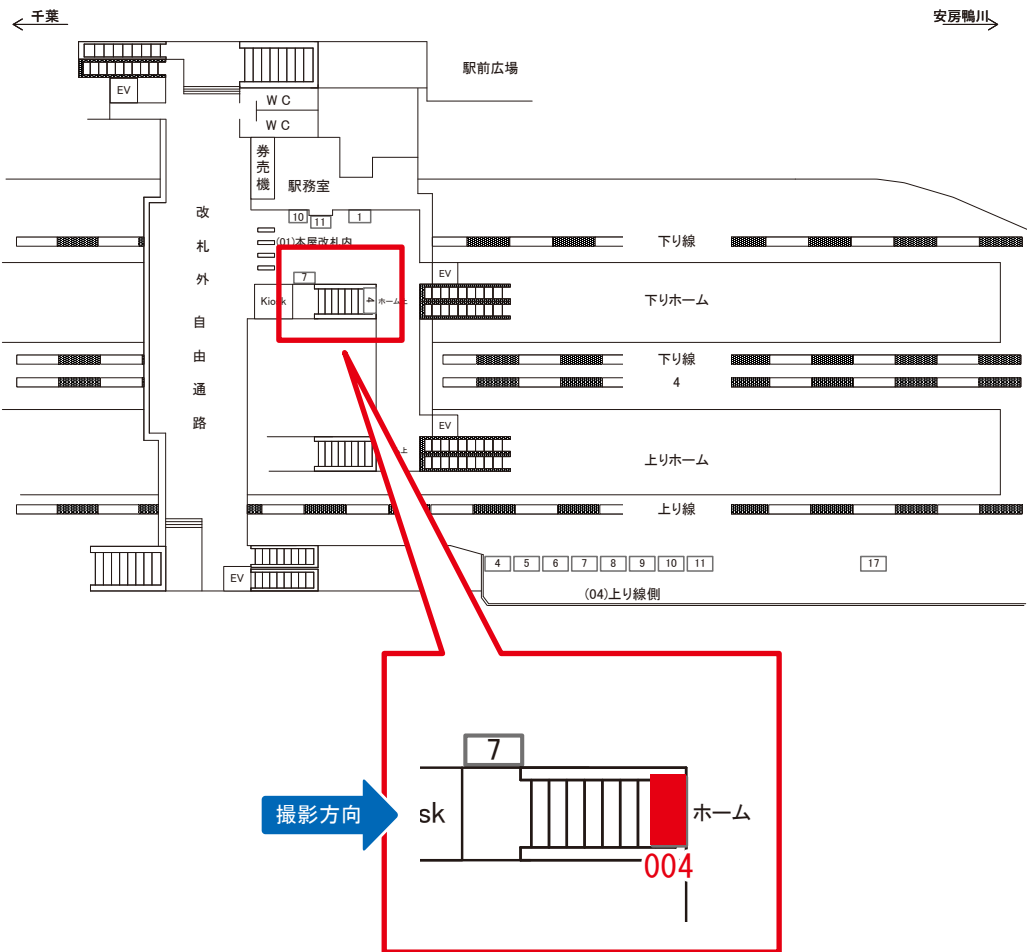 千葉
安房鴨川
駅前広場
EV
WC
WC
券売機
駅務室
改札外自由通路
10
11
1
(01)本屋改札内
下り線
7
EV
Kiosk
4
ホーム上
下りホーム
下り線
4
EV
上
上りホーム
上り線
EV
4
5
6
7
8
9
10
11
17
(04)上り線側
7
撮影方向
sk
ホーム
004